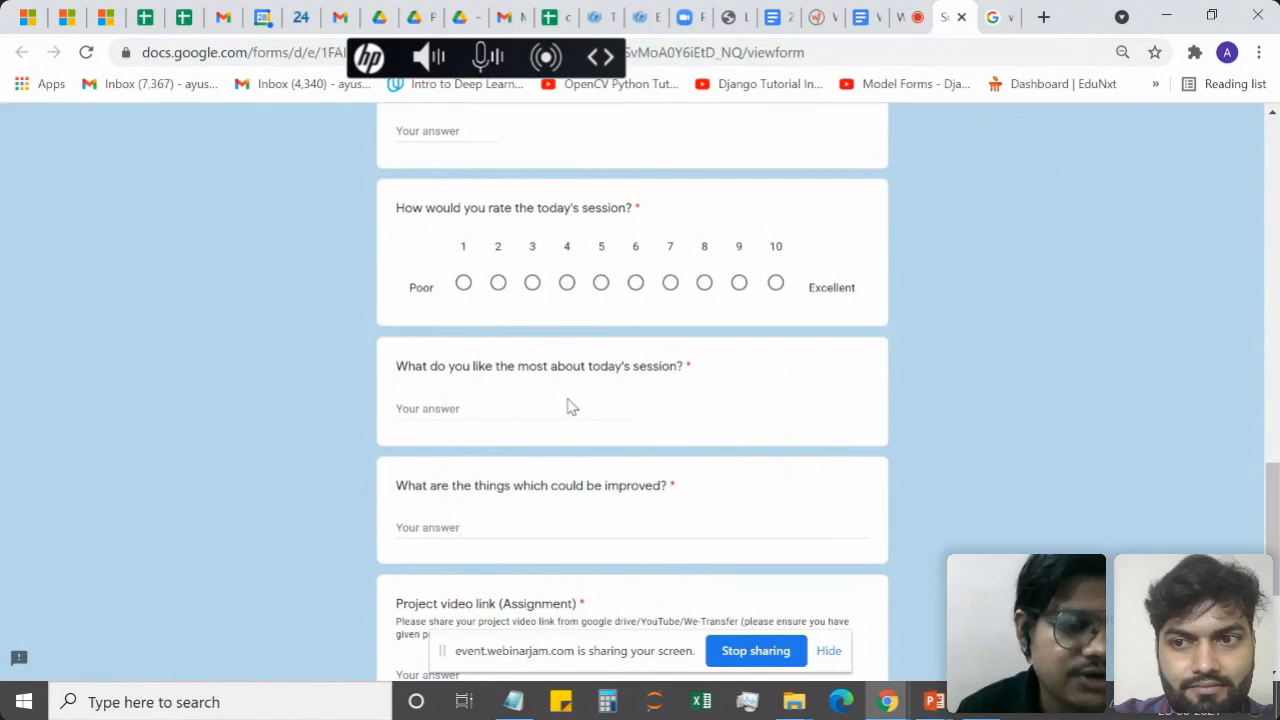 24
docs.google.com/forms/d/e/1FAI
SvMoA0Y6iEtD_NQ/viewform
hp
A
Apps
Inbox (7,367) - ayus...
Inbox (4,340) - ayus...
Intro to Deep Learn...
OpenCV Python Tut...
Django Tutorial In...
Model Forms - Dja...
Dashboard | EduNxt
»
Reading list
Your answer
How would you rate the today's session? *
1 2 3 4 5 6 7 8 9 10
Poor
Excellent
What do you like the most about today's session? *
Your answer
What are the things which could be improved? *
Your answer
Project video link (Assignment) *
Please share your project video link from google drive/YouTube/We-Transfer (please ensure you have
given
event.webinarjam.com is sharing your screen.
Stop sharing
Hide
Your answer
Type here to search